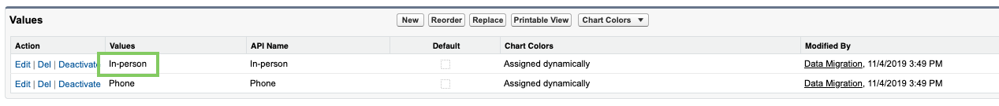 Values New Reorder Replace Printable View Chart Colors
Action Values API Name Default Chart Colors Modified By
Edit | Del | Deactivate In-person In-person Assigned dynamically Data Migration, 11/4/2019 3:49 PM
Edit | Del | Deactivate Phone Phone Assigned dynamically Data Migration, 11/4/2019 3:49 PM